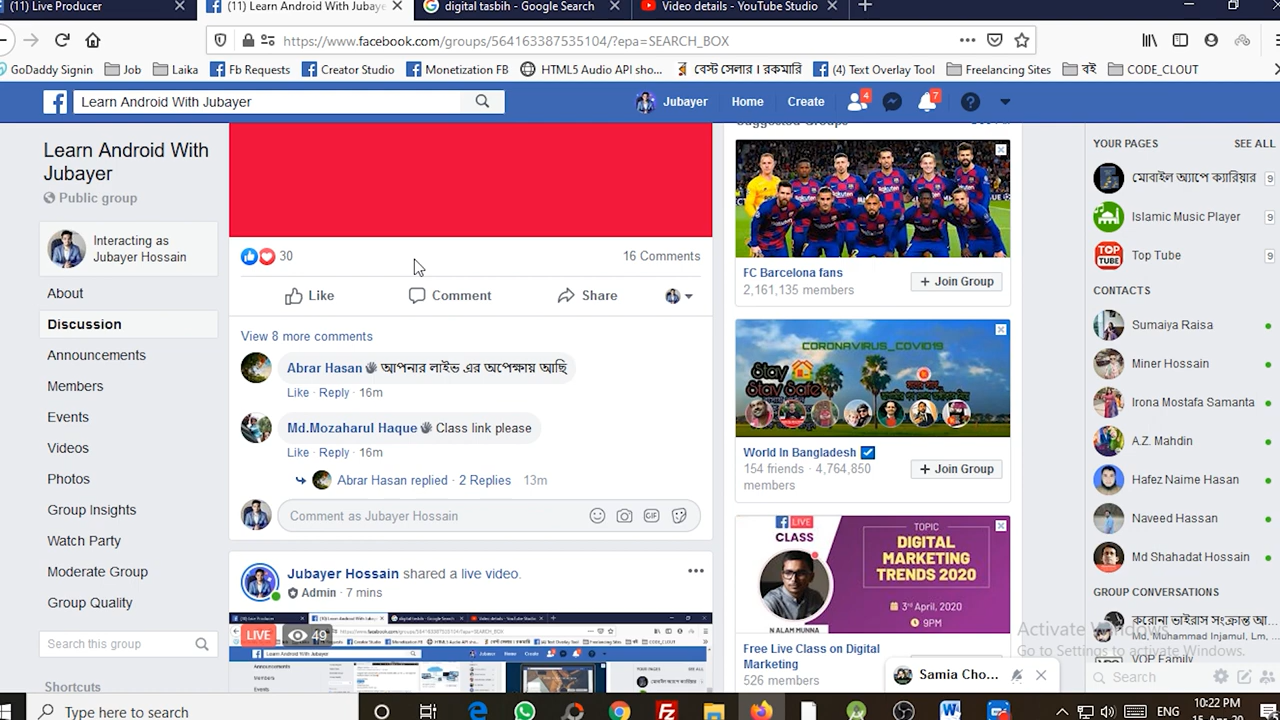 (11) Live Producer
(11) Learn Android With Jubaye
digital tasbih - Google Search
Video details - YouTube Studio
https://www.facebook.com/groups/564163387535104/?epa=SEARCH_BOX
GoDaddy Signin
Job
Laika
Fb Requests
Creator Studio
Monetization FB
HTML5 Audio API sho...
বেস্ট সেলার । রকমারি
(4) Text Overlay Tool
Freelancing Sites
বই
CODE_CLOUT
Learn Android With Jubayer
Jubayer
Home
Create
4
7
Learn Android With
Jubayer
Public group
Interacting as
Jubayer Hossain
About
Discussion
Announcements
Members
Events
Videos
Photos
Group Insights
Watch Party
Moderate Group
Group Quality
Search this group
Shortcuts
30
16 Comments
Like
Comment
Share
View 8 more comments
Abrar Hasan আপনার লাইভ এর অপেক্ষায় আছি
Like · Reply · 16m
Md.Mozaharul Haque Class link please
Like · Reply · 16m
Abrar Hasan replied · 2 Replies 13m
Comment as Jubayer Hossain
GIF
Jubayer Hossain shared a live video.
Admin · 7 mins
LIVE
49
Suggested Groups
FC Barcelona fans
2,161,135 members
Join Group
CORONAVIRUS_COVID19
Stay
Stay Safe
World In Bangladesh
154 friends · 4,764,850
members
Join Group
LIVE
CLASS
TOPIC
DIGITAL
MARKETING
TRENDS 2020
3rd April, 2020
9PM
N ALAM MUNNA
Free Live Class on Digital
Marketing
526 members
YOUR PAGES
SEE ALL
মোবাইল অ্যাপে ক্যারিয়ার
9
Islamic Music Player
9
TOP
TUBE
Top Tube
9
CONTACTS
Sumaiya Raisa
Miner Hossain
Irona Mostafa Samanta
A.Z. Mahdin
Hafez Naime Hasan
Naveed Hassan
Md Shahadat Hossain
GROUP CONVERSATIONS
করোনা ভাইরাস সংক্রান্ত আ...
Md, Muhammad Injamul, Lm,
VOP Family
Activate Windows
Go to Settings to activate Windows.
Samia Cho...
Search
Type here to search
ENG
10:22 PM